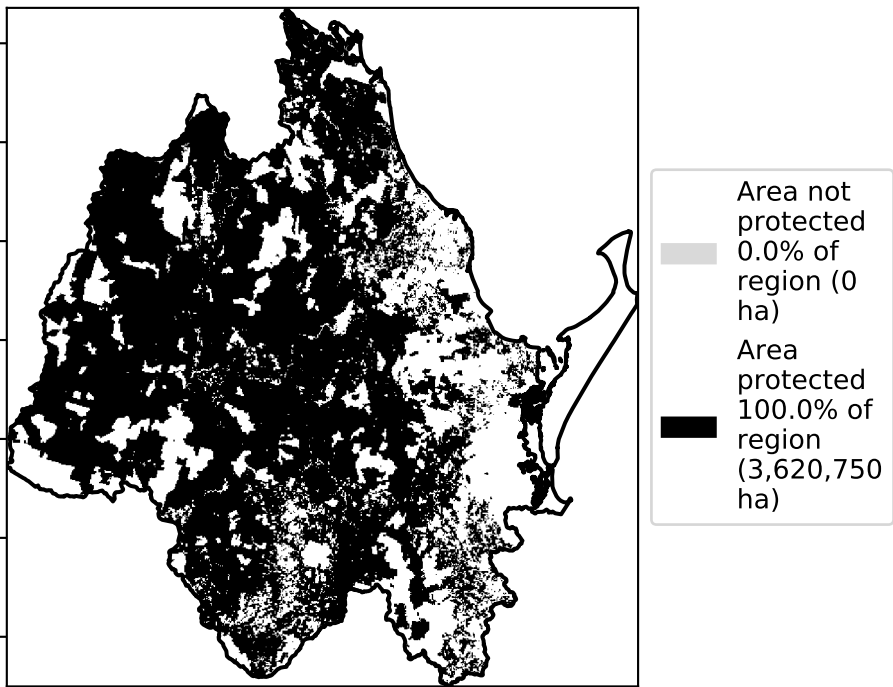 Area not
protected
0.0% of
region (0
ha)
Area
protected
100.0% of
region
(3,620,750
ha)